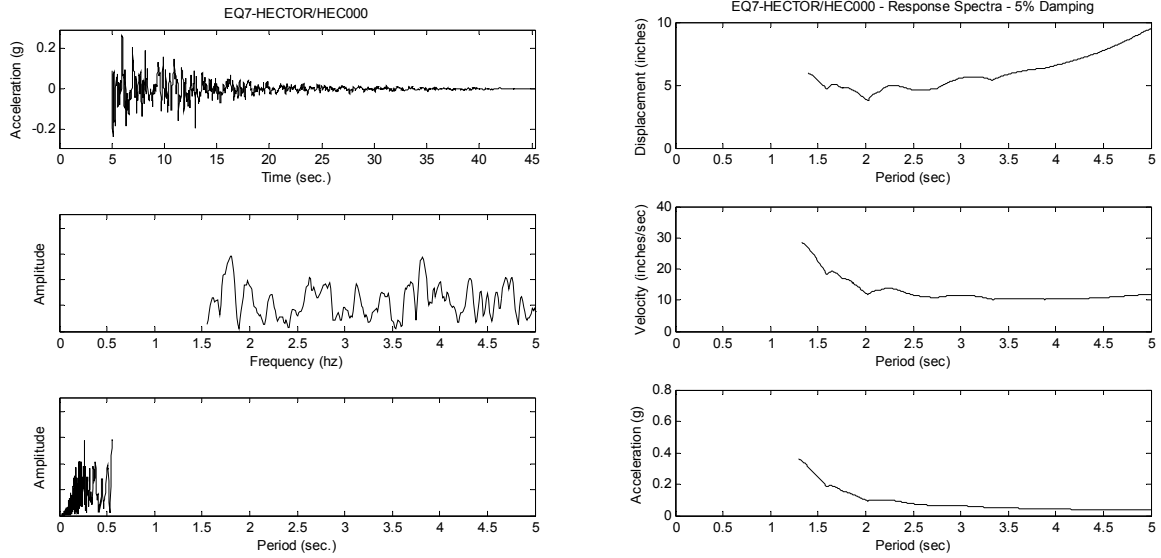 EQ7-HECTOR/HEC000
Acceleration (g)
0.2
0
-0.2
0 5 10 15 20 25 30 35 40 45
Time (sec.)
Amplitude
0 0.5 1 1.5 2 2.5 3 3.5 4 4.5 5
Frequency (hz)
Amplitude
0 0.5 1 1.5 2 2.5 3 3.5 4 4.5 5
Period (sec.)
EQ7-HECTOR/HEC000 - Response Spectra - 5% Damping
Displacement (inches)
10
5
0
0 0.5 1 1.5 2 2.5 3 3.5 4 4.5 5
Period (sec)
Velocity (inches/sec)
40
30
20
10
0
0 0.5 1 1.5 2 2.5 3 3.5 4 4.5 5
Period (sec)
Acceleration (g)
0.8
0.6
0.4
0.2
0
0 0.5 1 1.5 2 2.5 3 3.5 4 4.5 5
Period (sec)